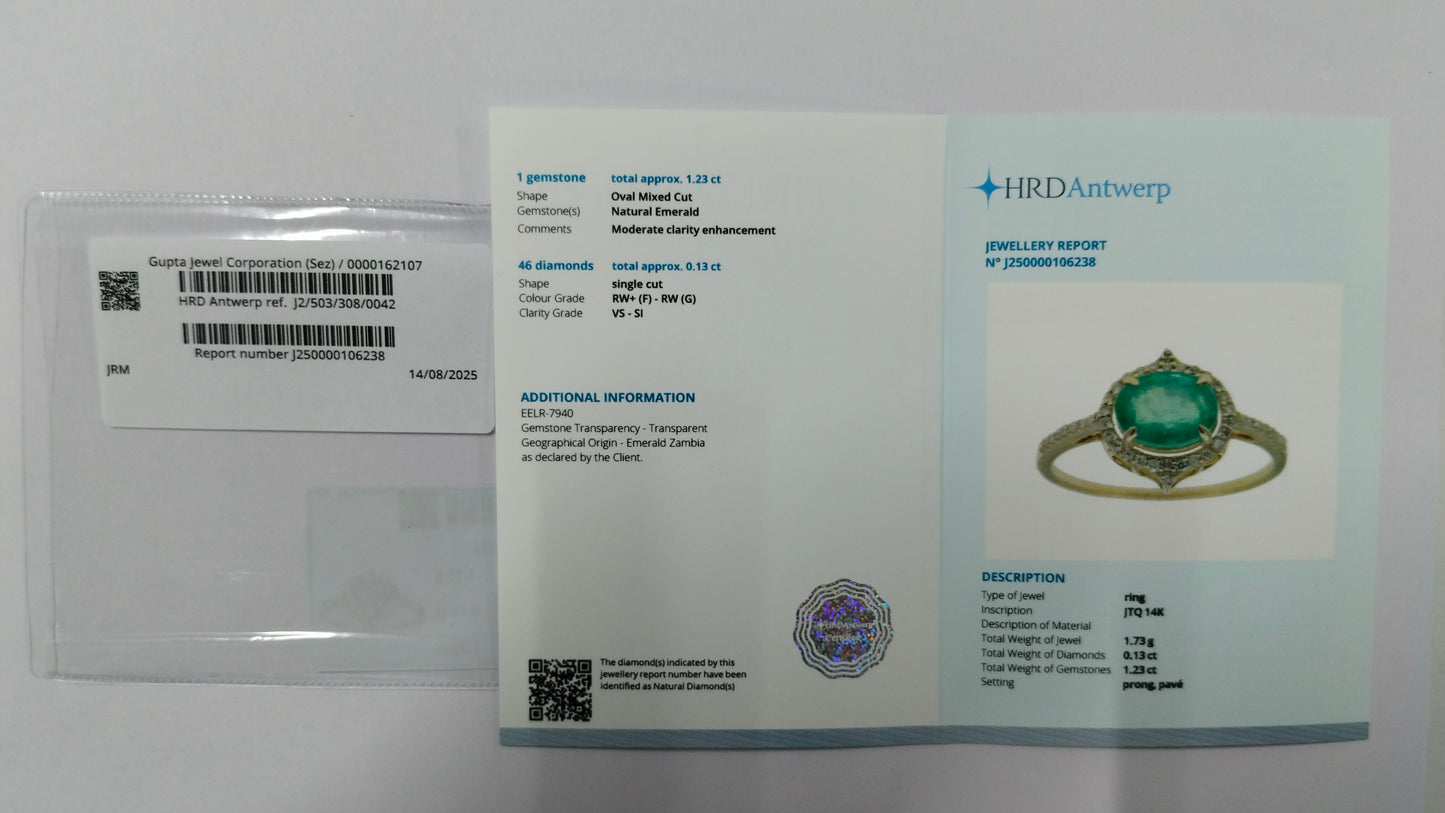 Gupta Jewel Corporation (Sez) / 0000162107
HRD Antwerp ref. J2/503/308/0042
Report number J250000106238
JRM
14/08/2025
1 gemstone total approx. 1.23 ct
Shape Oval Mixed Cut
Gemstone(s) Natural Emerald
Comments Moderate clarity enhancement
46 diamonds total approx. 0.13 ct
Shape single cut
Colour Grade RW+ (F) - RW (G)
Clarity Grade VS - SI
ADDITIONAL INFORMATION
EELR-7940
Gemstone Transparency - Transparent
Geographical Origin - Emerald Zambia
as declared by the Client.
The diamond(s) indicated by this
jewellery report number have been
identified as Natural Diamond(s)
HRDAntwerp
JEWELLERY REPORT
N° J250000106238
DESCRIPTION
Type of Jewel ring
Inscription JTQ 14K
Description of Material
Total Weight of Jewel 1.73 g
Total Weight of Diamonds 0.13 ct
Total Weight of Gemstones 1.23 ct
Setting prong, pavé